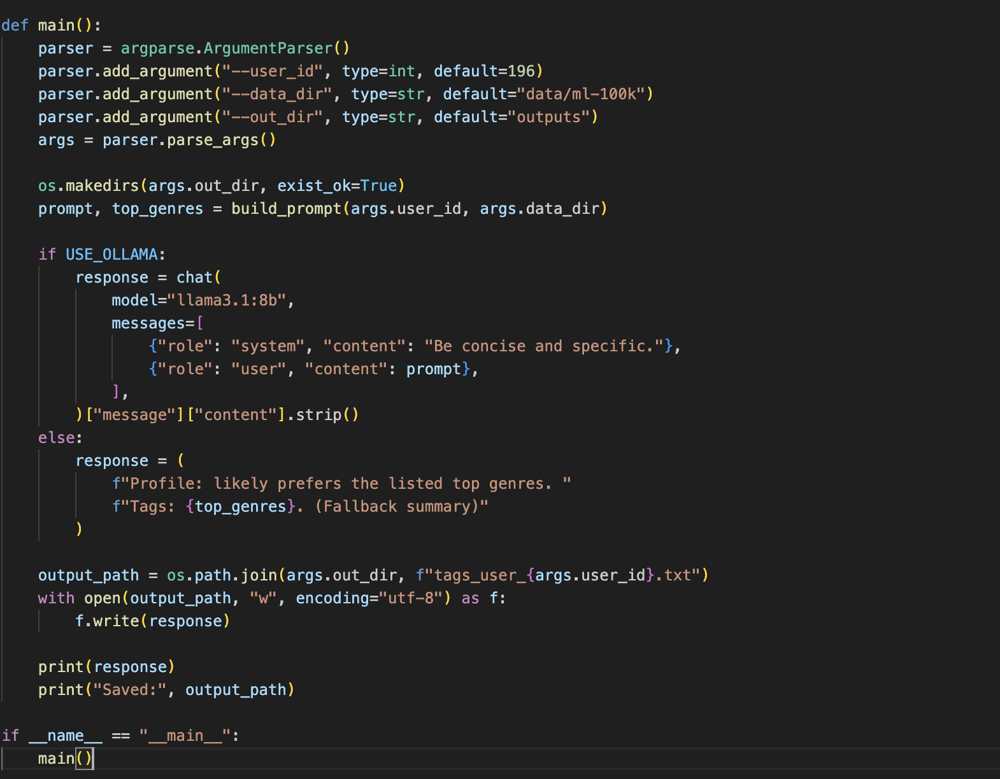 def main():
    parser = argparse.ArgumentParser()
    parser.add_argument("--user_id", type=int, default=196)
    parser.add_argument("--data_dir", type=str, default="data/ml-100k")
    parser.add_argument("--out_dir", type=str, default="outputs")
    args = parser.parse_args()

    os.makedirs(args.out_dir, exist_ok=True)
    prompt, top_genres = build_prompt(args.user_id, args.data_dir)

    if USE_OLLAMA:
        response = chat(
            model="llama3.1:8b",
            messages=[
                {"role": "system", "content": "Be concise and specific."},
                {"role": "user", "content": prompt},
            ],
        )["message"]["content"].strip()
    else:
        response = (
            f"Profile: likely prefers the listed top genres. "
            f"Tags: {top_genres}. (Fallback summary)"
        )

    output_path = os.path.join(args.out_dir, f"tags_user_{args.user_id}.txt")
    with open(output_path, "w", encoding="utf-8") as f:
        f.write(response)

    print(response)
    print("Saved:", output_path)

if __name__ == "__main__":
    main()